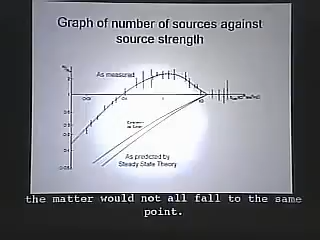 Graph of number of sources against
source strength
As measured
As predicted by
Steady State Theory
the matter would not all fall to the same
point.